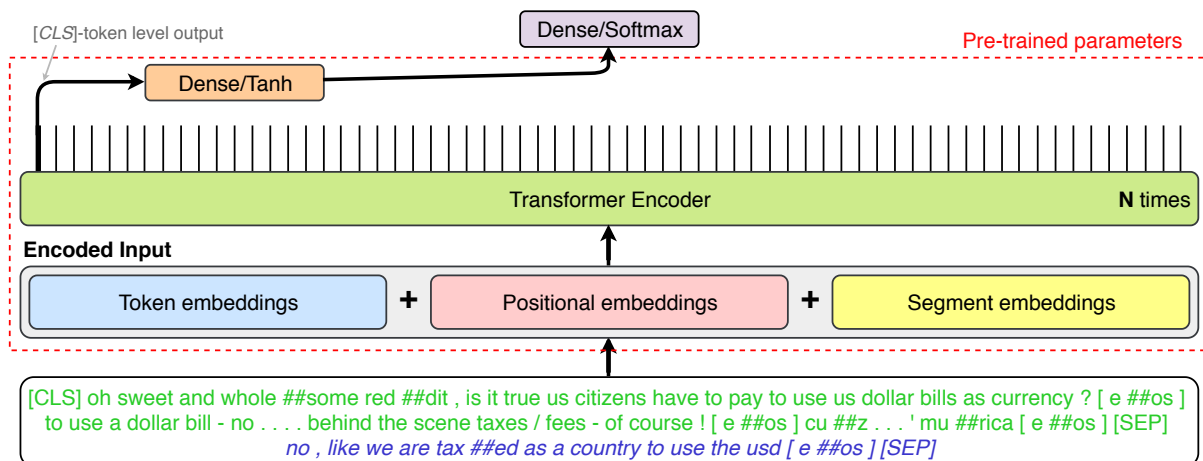 [CLS]-token level output
Dense/Softmax
Pre-trained parameters
Dense/Tanh
Transformer Encoder
N times
Encoded Input
Token embeddings + Positional embeddings + Segment embeddings
[CLS] oh sweet and whole ##some red ##dit , is it true us citizens have to pay to use us dollar bills as currency ? [ e ##os ]
to use a dollar bill - no . . . . behind the scene taxes / fees - of course ! [ e ##os ] cu ##z . . . ' mu ##rica [ e ##os ] [SEP]
no , like we are tax ##ed as a country to use the usd [ e ##os ] [SEP]